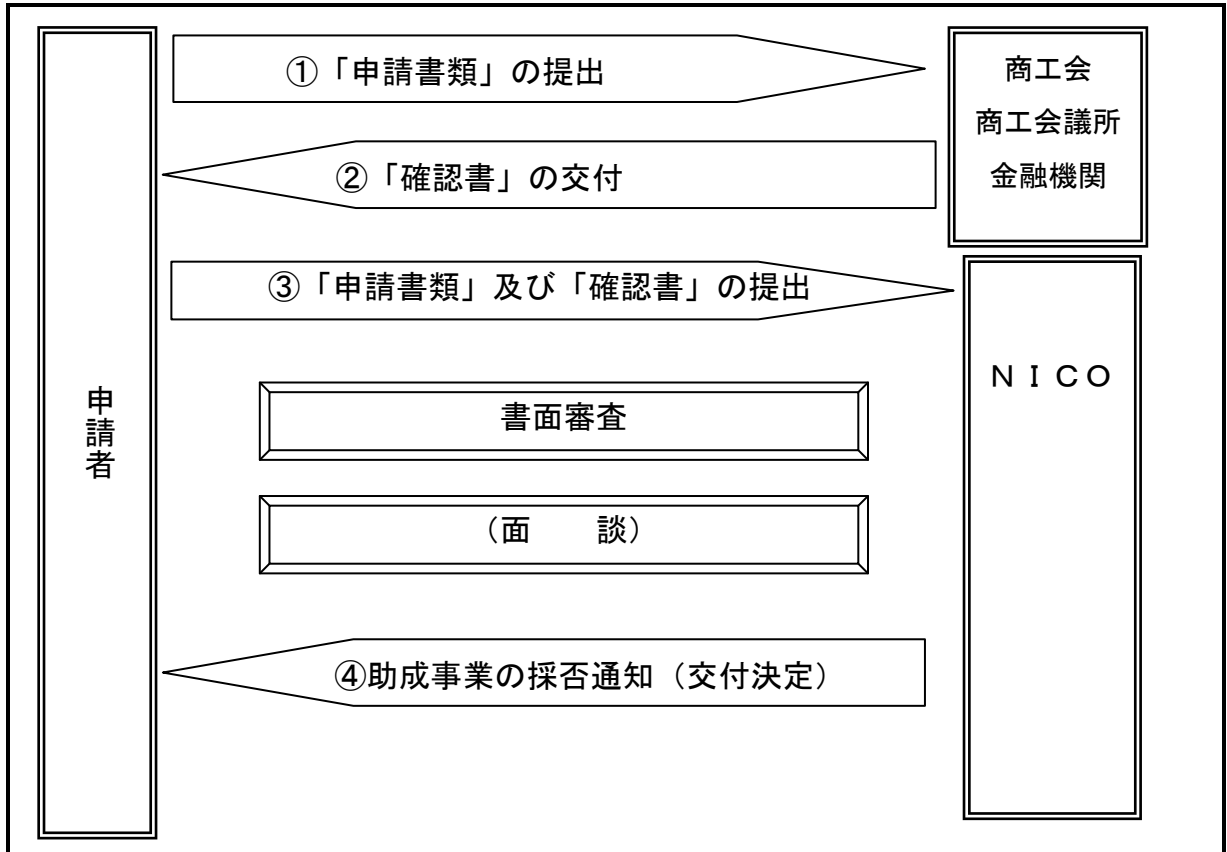 ①「申請書類」の提出
商工会
商工会議所
金融機関
②「確認書」の交付
③「申請書類」及び「確認書」の提出
ＮＩＣＯ
申請者
書面審査
（面　　談）
④助成事業の採否通知（交付決定）